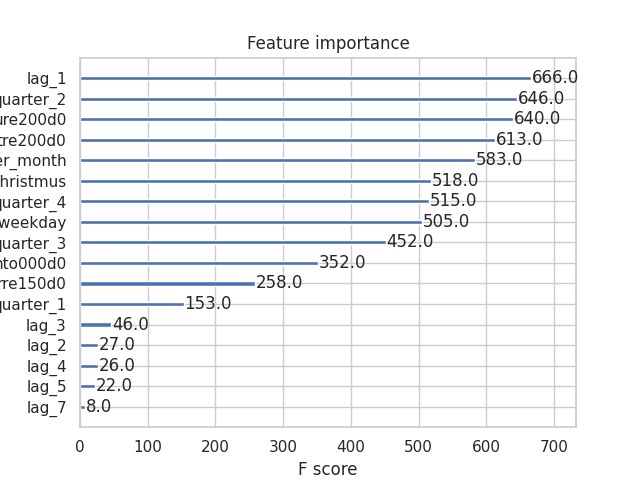 Feature importance
lag_1 666.0
quarter_2 646.0
ure200d0 640.0
tre200d0 613.0
er_month 583.0
hristmus 518.0
quarter_4 515.0
weekday 505.0
quarter_3 452.0
nto000d0 352.0
rre150d0 258.0
quarter_1 153.0
lag_3 46.0
lag_2 27.0
lag_4 26.0
lag_5 22.0
lag_7 8.0
0 100 200 300 400 500 600 700
F score